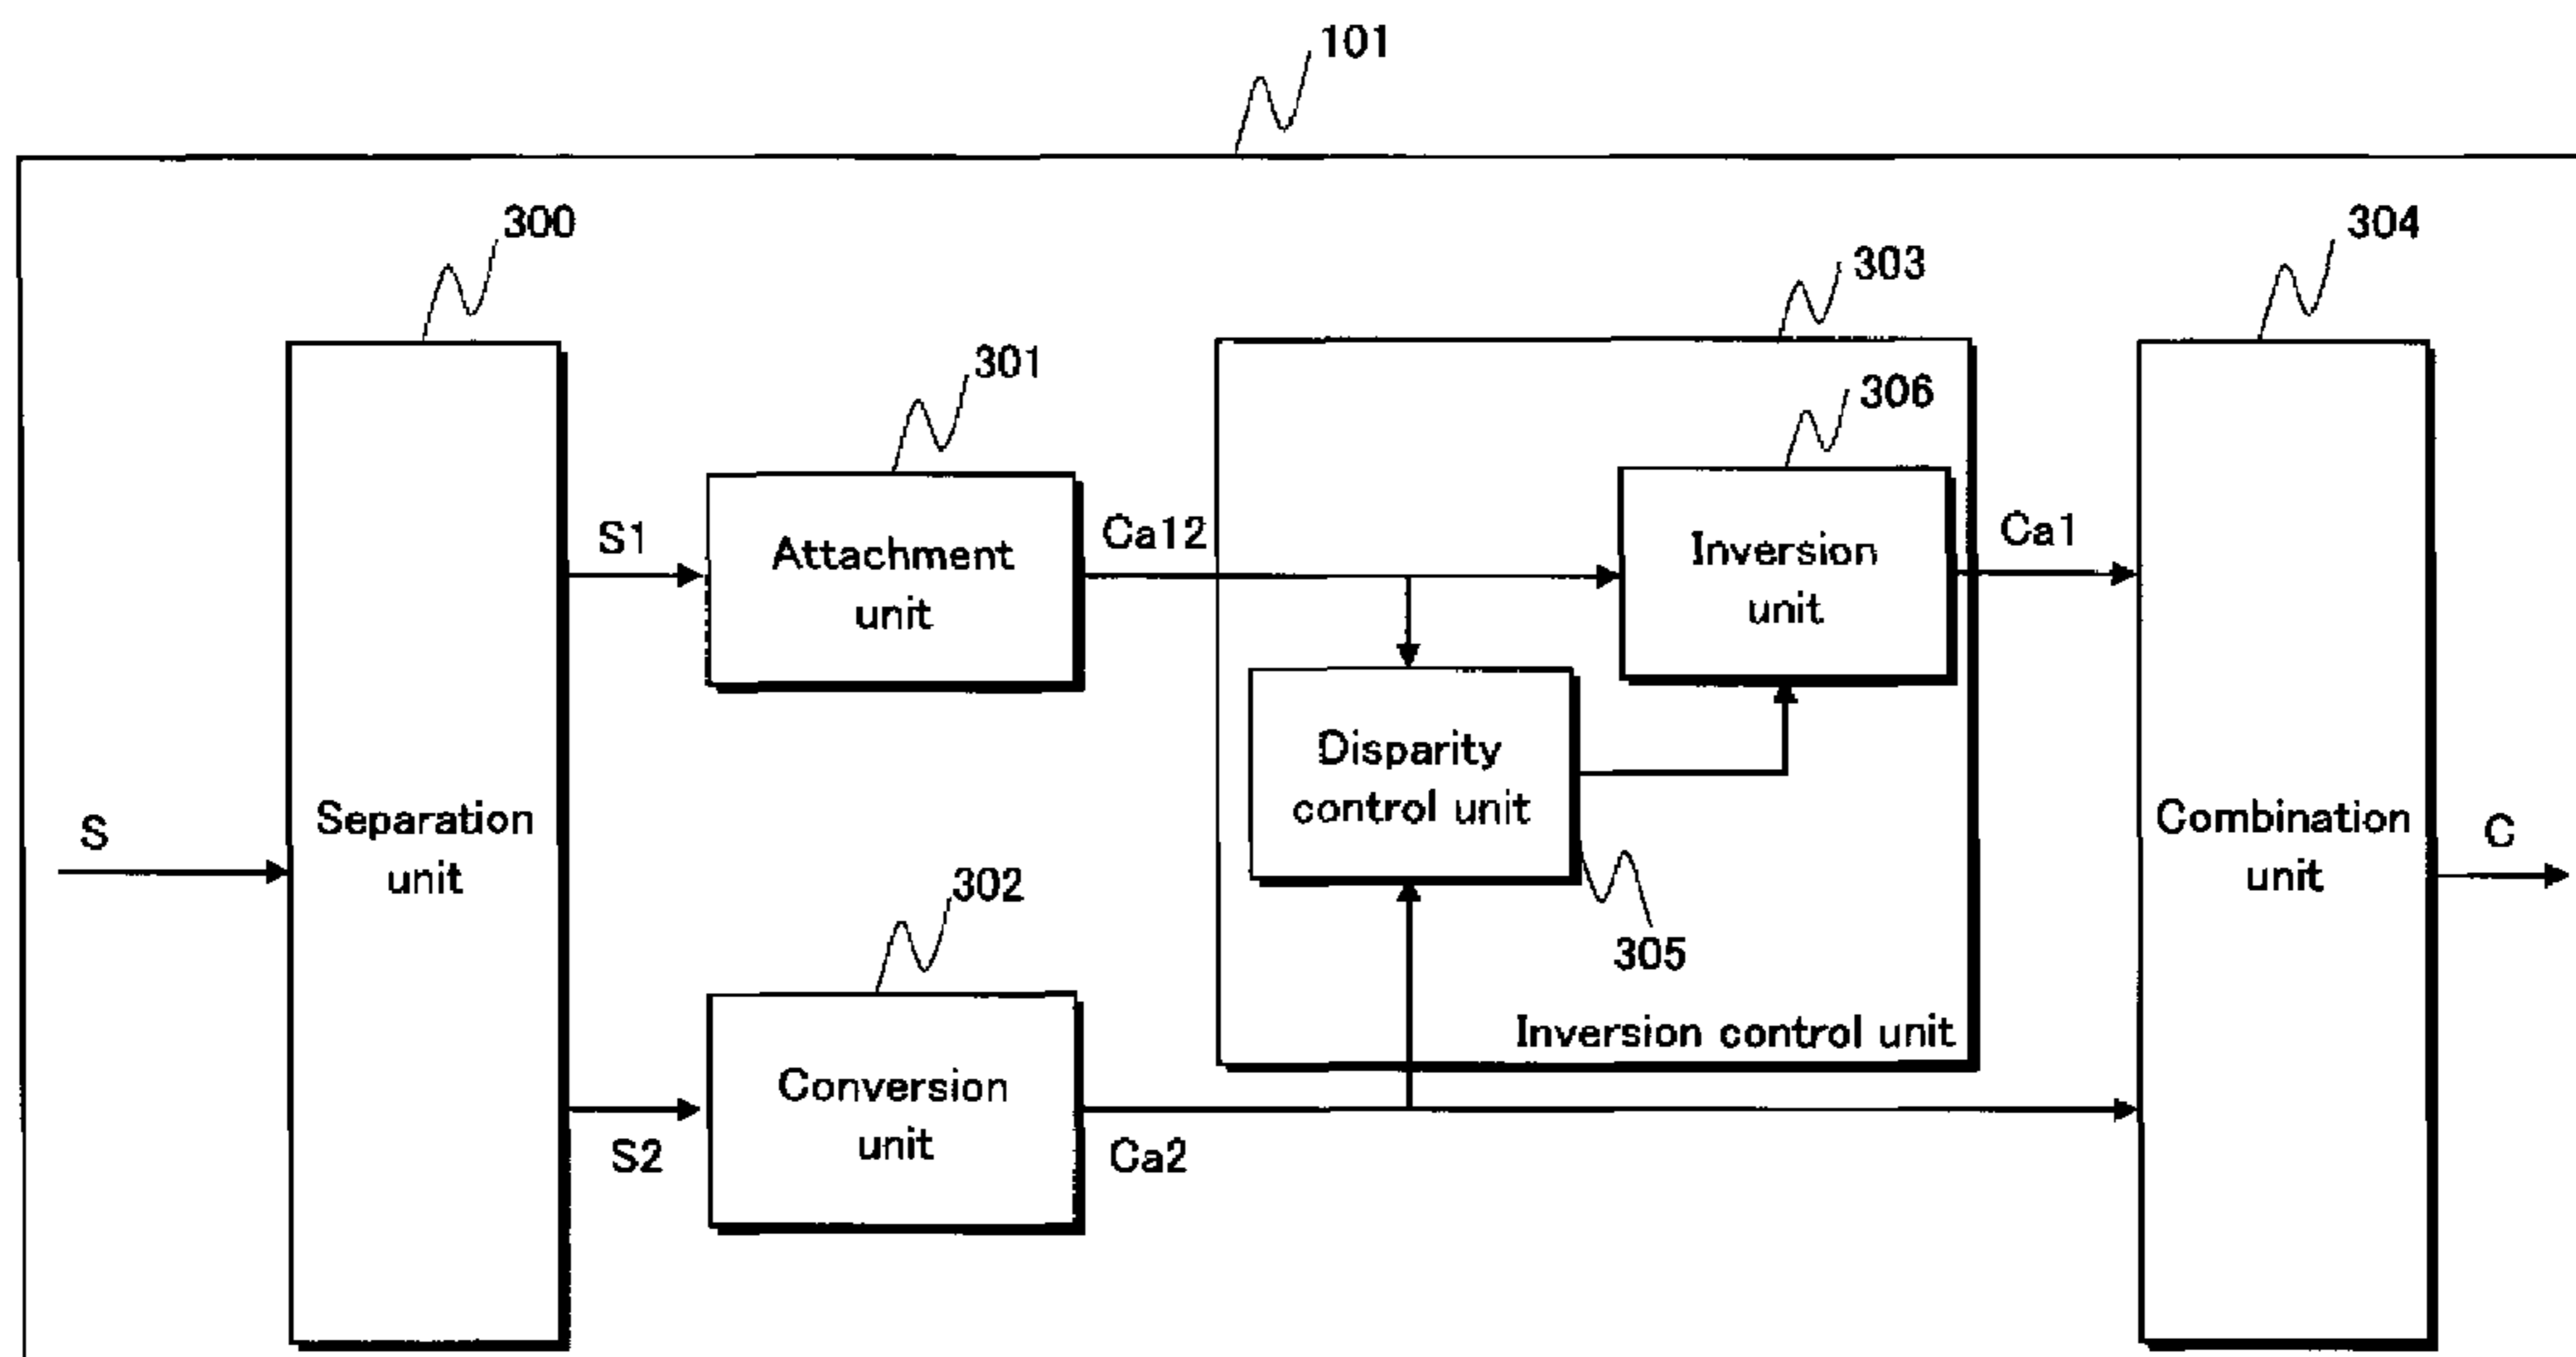 101
300
304
303
301
306
S1
Attachment
unit
Ca12
Inversion
unit
Ca1
Disparity
control unit
S
Separation
unit
Combination
unit
C
302
305
Inversion control unit
Conversion
unit
S2
Ca2